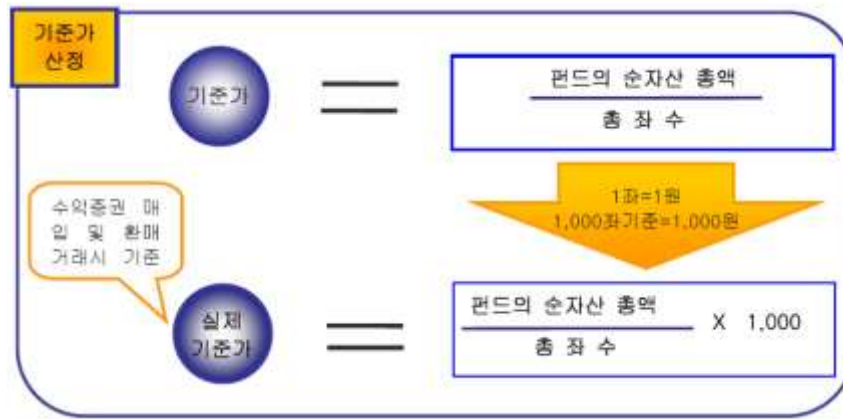 기준가
산정
기준가
펀드의 순자산 총액
총 좌 수
1좌=1원
1,000좌기준=1,000원
수익증권 매
입 및 환매
거래시 기준
실제
기준가
펀드의 순자산 총액
총 좌 수
X 1,000